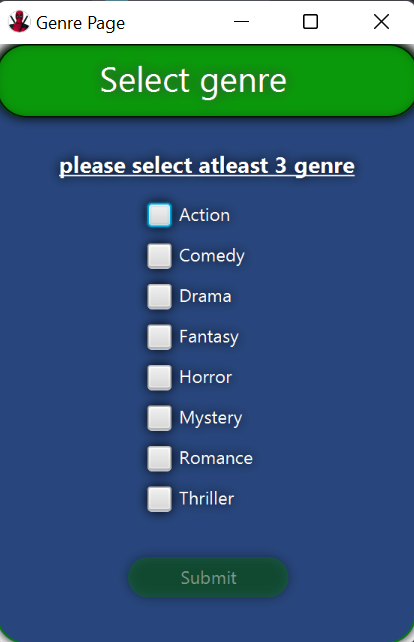 Genre Page
Select genre
please select atleast 3 genre
Action
Comedy
Drama
Fantasy
Horror
Mystery
Romance
Thriller
Submit